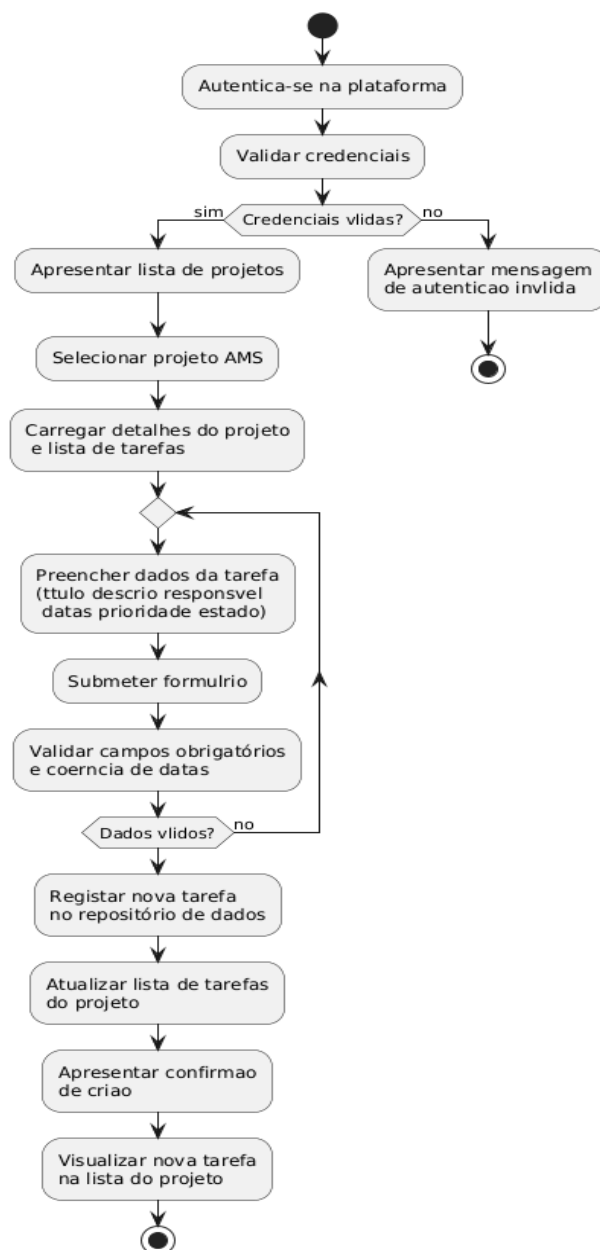 Autentica-se na plataforma
Validar credenciais
sim
Credenciais vlidas?
no
Apresentar lista de projetos
Apresentar mensagem
de autenticao invlida
Selecionar projeto AMS
Carregar detalhes do projeto
e lista de tarefas
Preencher dados da tarefa
(ttulo descrio responsvel
datas prioridade estado)
Submeter formulrio
Validar campos obrigatórios
e coerncia de datas
Dados vlidos?
no
Registar nova tarefa
no repositório de dados
Atualizar lista de tarefas
do projeto
Apresentar confirmao
de criao
Visualizar nova tarefa
na lista do projeto